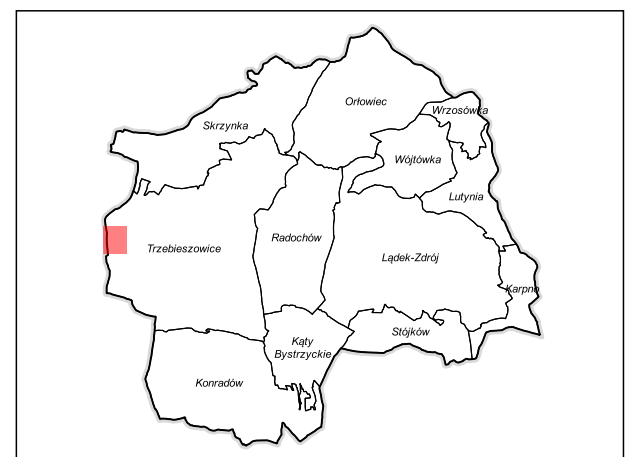 Orłowiec
Wrzosówka
Skrzynka
Wójtówka
Lutynia
Radochów
Trzebieszowice
Lądek-Zdrój
Karpno
Stójków
Kąty
Bystrzyckie
Konradów